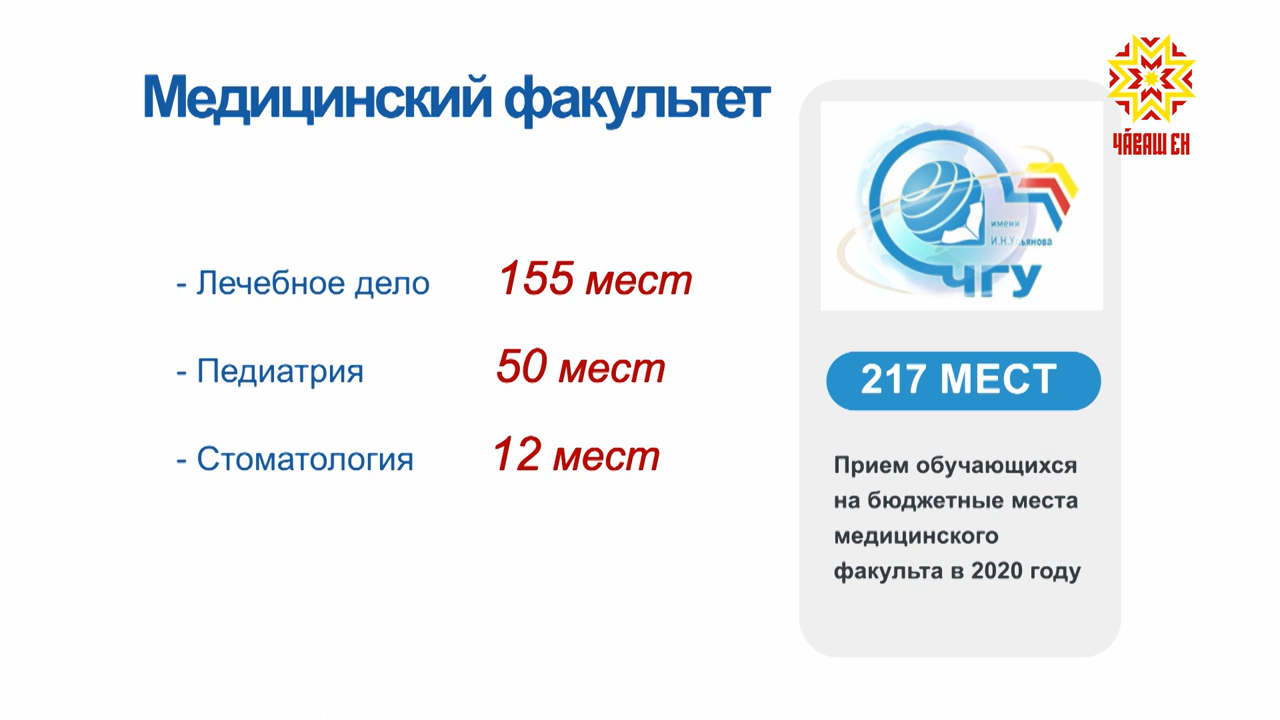 Медицинский факультет
- Лечебное дело 155 мест
- Педиатрия 50 мест
- Стоматология 12 мест
ЧӐВАШ ЕН
имени
И.Н.Ульянова
ЧГУ
217 МЕСТ
Прием обучающихся
на бюджетные места
медицинского
факульта в 2020 году